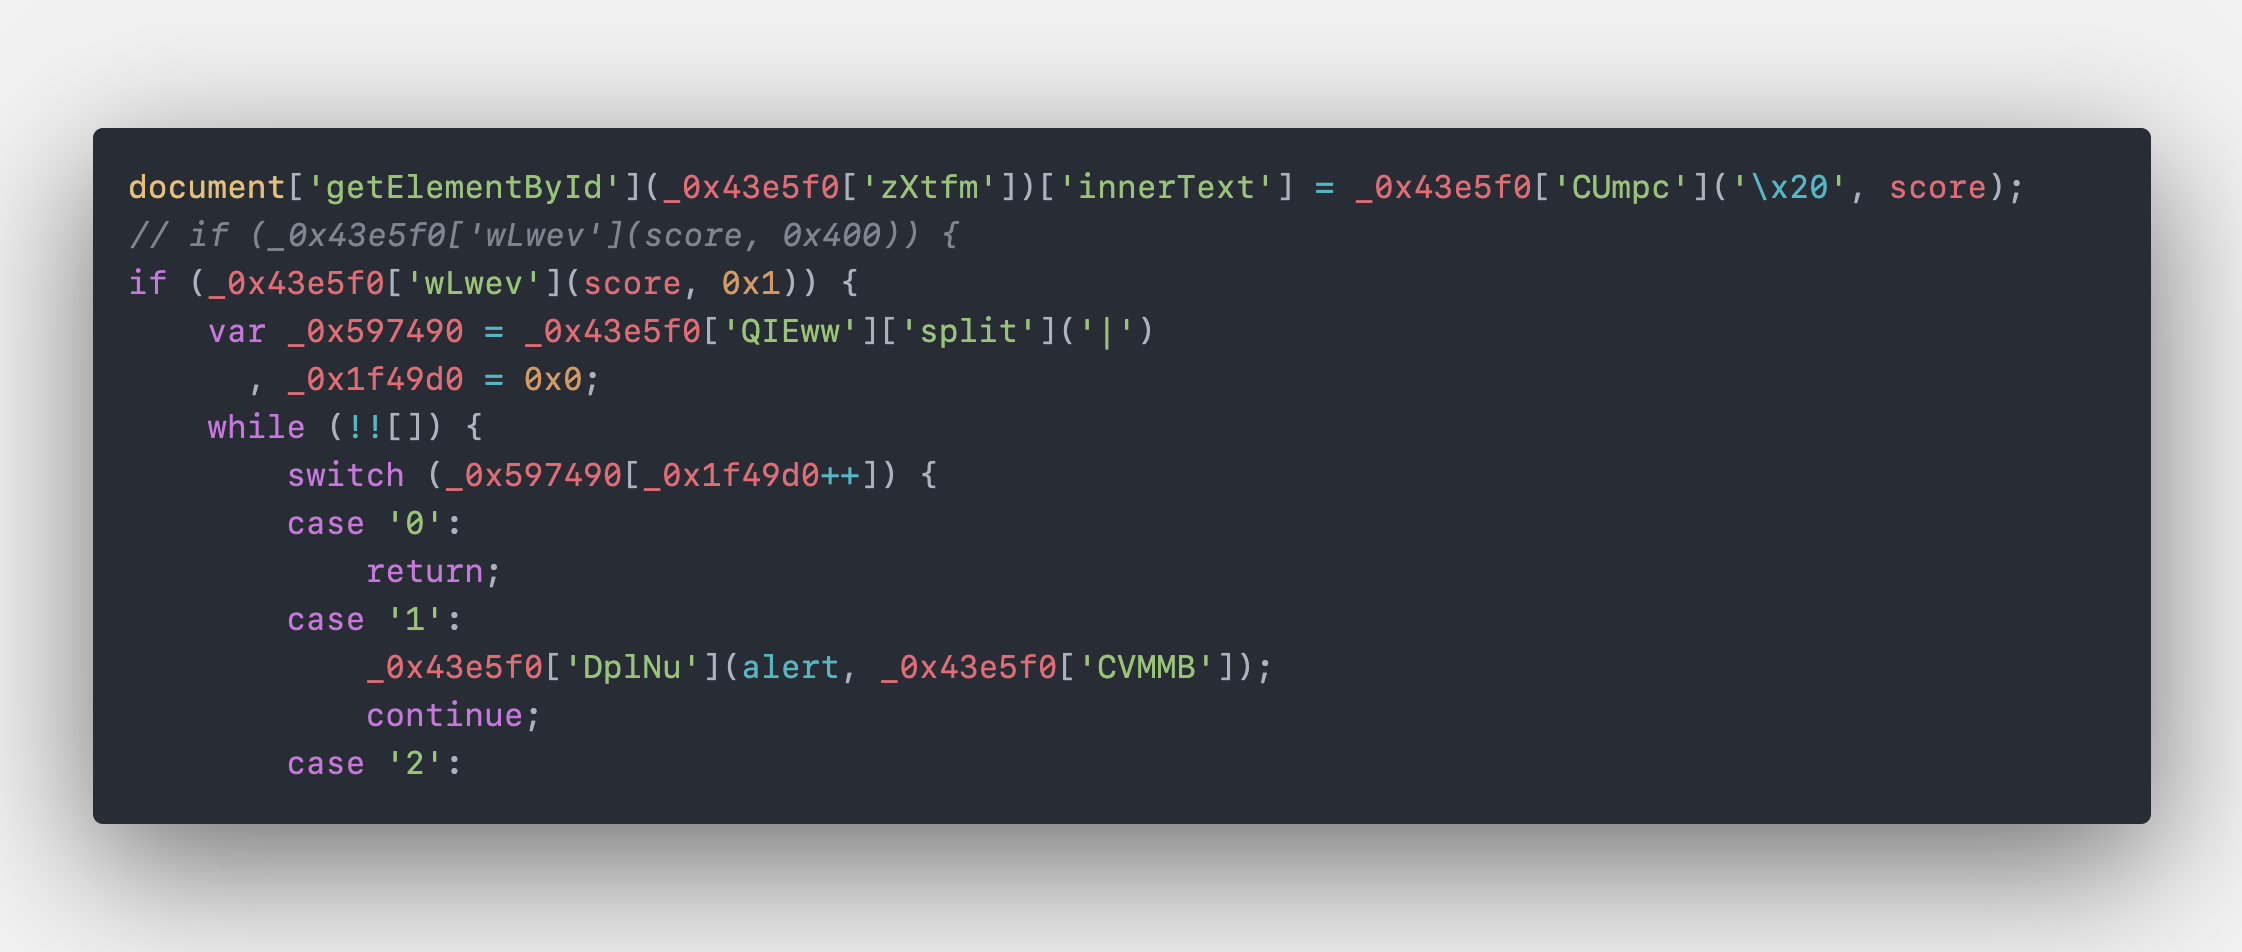 document['getElementById'](_0x43e5f0['zXtfm'])['innerText'] = _0x43e5f0['CUmpc']('\x20', score);
// if (_0x43e5f0['wLwev'](score, 0x400)) {
if (_0x43e5f0['wLwev'](score, 0x1)) {
    var _0x597490 = _0x43e5f0['QIEww']['split']('|')
      , _0x1f49d0 = 0x0;
    while (!![]) {
        switch (_0x597490[_0x1f49d0++]) {
        case '0':
            return;
        case '1':
            _0x43e5f0['DplNu'](alert, _0x43e5f0['CVMMB']);
            continue;
        case '2':